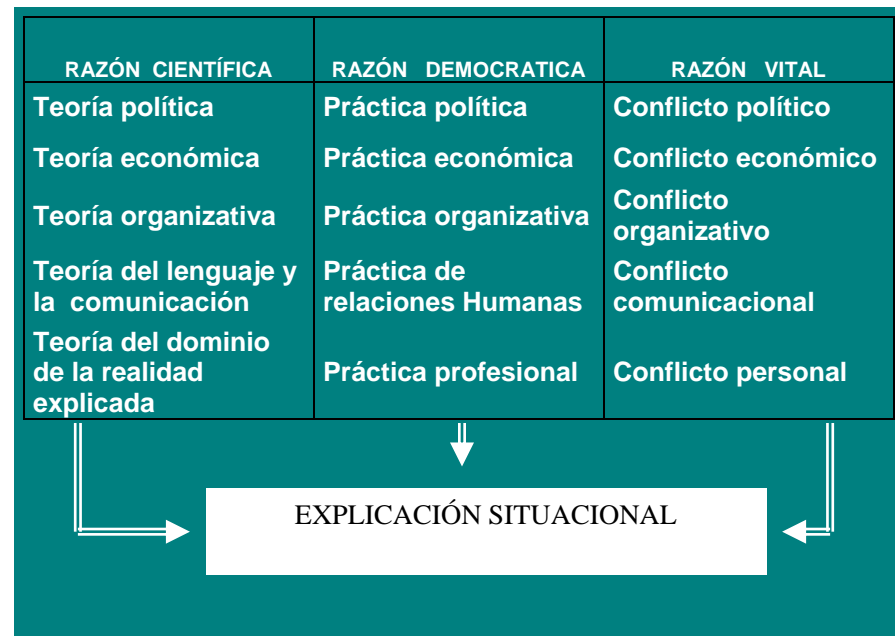 RAZÓN CIENTÍFICA
RAZÓN DEMOCRATICA
RAZÓN VITAL
Teoría política
Práctica política
Conflicto político
Teoría económica
Práctica económica
Conflicto económico
Teoría organizativa
Práctica organizativa
Conflicto
organizativo
Teoría del lenguaje y
la comunicación
Práctica de
relaciones Humanas
Conflicto
comunicacional
Teoría del dominio
de la realidad
explicada
Práctica profesional
Conflicto personal
EXPLICACIÓN SITUACIONAL